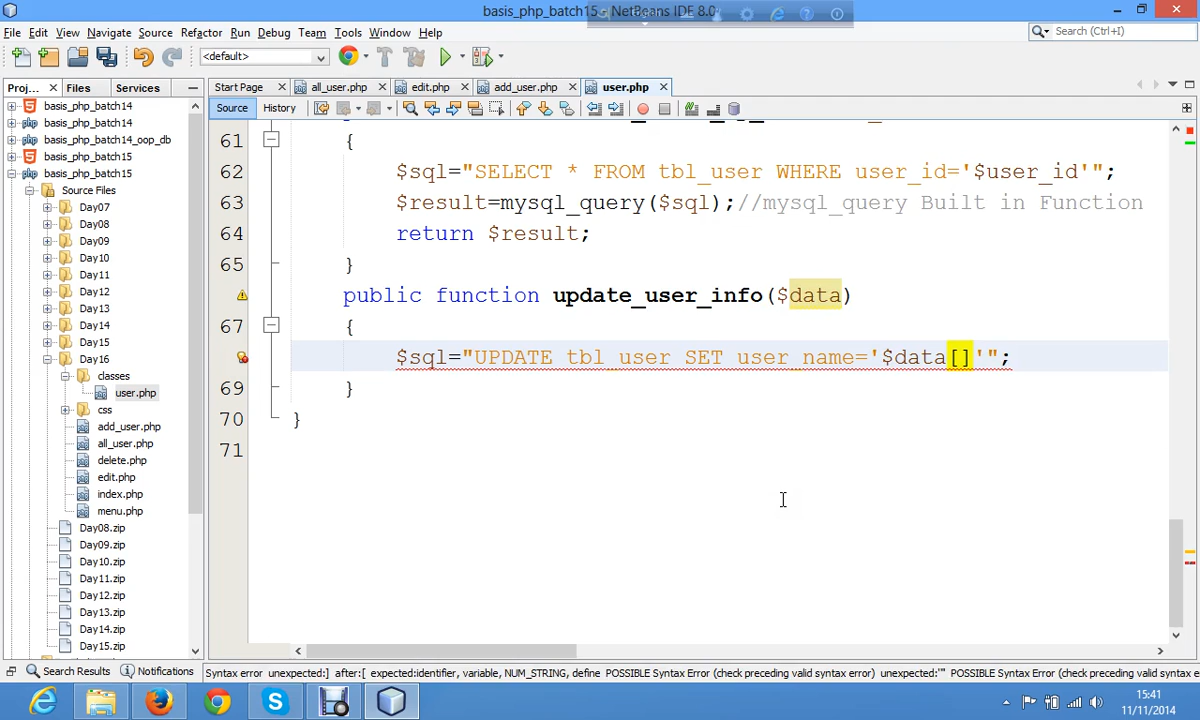 basis_php_batch15 - NetBeans IDE 8.0
File Edit View Navigate Source Refactor Run Debug Team Tools Window Help
Search (Ctrl+I)
<default>
Proj... Files Services
Start Page all_user.php edit.php add_user.php user.php
Source History
basis_php_batch14
basis_php_batch14
basis_php_batch14_oop_db
basis_php_batch15
basis_php_batch15
Source Files
Day07
Day08
Day09
Day10
Day11
Day12
Day13
Day14
Day15
Day16
classes
user.php
css
add_user.php
all_user.php
delete.php
edit.php
index.php
menu.php
Day08.zip
Day09.zip
Day10.zip
Day11.zip
Day12.zip
Day13.zip
Day14.zip
Day15.zip
61 {
62 $sql="SELECT * FROM tbl_user WHERE user_id='$user_id'";
63 $result=mysql_query($sql);//mysql_query Built in Function
64 return $result;
65 }
public function update_user_info($data)
67 {
$sql="UPDATE tbl_user SET user_name='$data[]'";
69 }
70 }
71
Search Results Notifications
Syntax error unexpected:] after:[ expected:identifier, variable, NUM_STRING, define POSSIBLE Syntax Error (check preceding valid syntax error) unexpected:'"' POSSIBLE Syntax Error (check preceding valid syntax e
15:41
11/11/2014